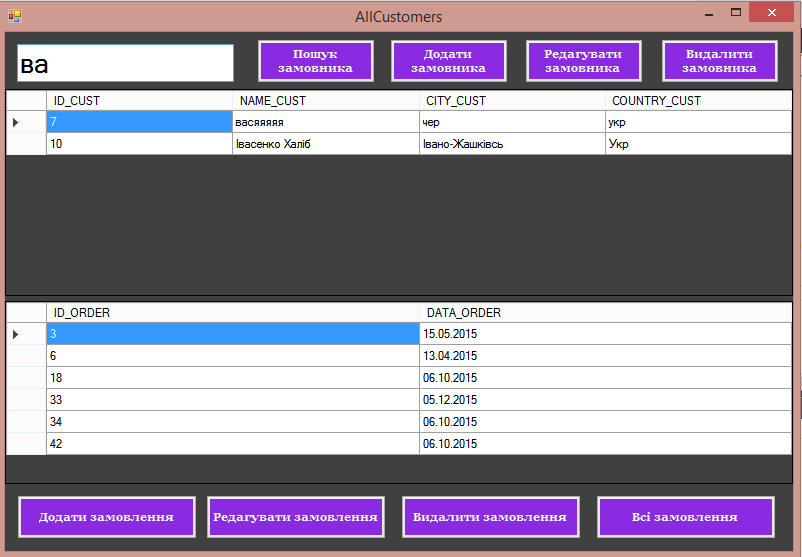 AllCustomers
ва
Пошук замовника
Додати замовника
Редагувати замовника
Видалити замовника
ID_CUST NAME_CUST CITY_CUST COUNTRY_CUST
7 васяяяяя чер укр
10 Івасенко Халіб Івано-Жашківсь Укр
ID_ORDER DATA_ORDER
3 15.05.2015
6 13.04.2015
18 06.10.2015
33 05.12.2015
34 06.10.2015
42 06.10.2015
Додати замовлення Редагувати замовлення Видалити замовлення Всі замовлення